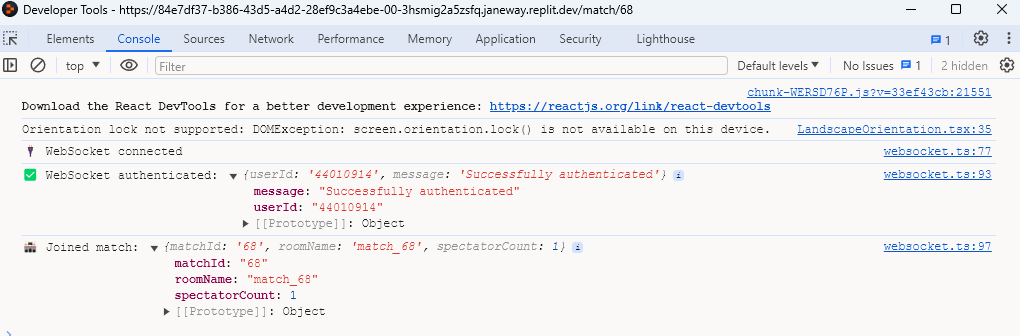 Developer Tools - https://84e7df37-b386-43d5-a4d2-28ef9c3a4ebe-00-3hsmig2a5zsfq.janeway.replit.dev/match/68
Elements Console Sources Network Performance Memory Application Security Lighthouse 1
top Filter Default levels No Issues 1 2 hidden
chunk-WERSD76P.js?v=33ef43cb:21551
Download the React DevTools for a better development experience: https://reactjs.org/link/react-devtools
Orientation lock not supported: DOMException: screen.orientation.lock() is not available on this device. LandscapeOrientation.tsx:35
WebSocket connected websocket.ts:77
WebSocket authenticated: {userId: '44010914', message: 'Successfully authenticated'} websocket.ts:93
message: "Successfully authenticated"
userId: "44010914"
[[Prototype]]: Object
Joined match: {matchId: '68', roomName: 'match_68', spectatorCount: 1} websocket.ts:97
matchId: "68"
roomName: "match_68"
spectatorCount: 1
[[Prototype]]: Object